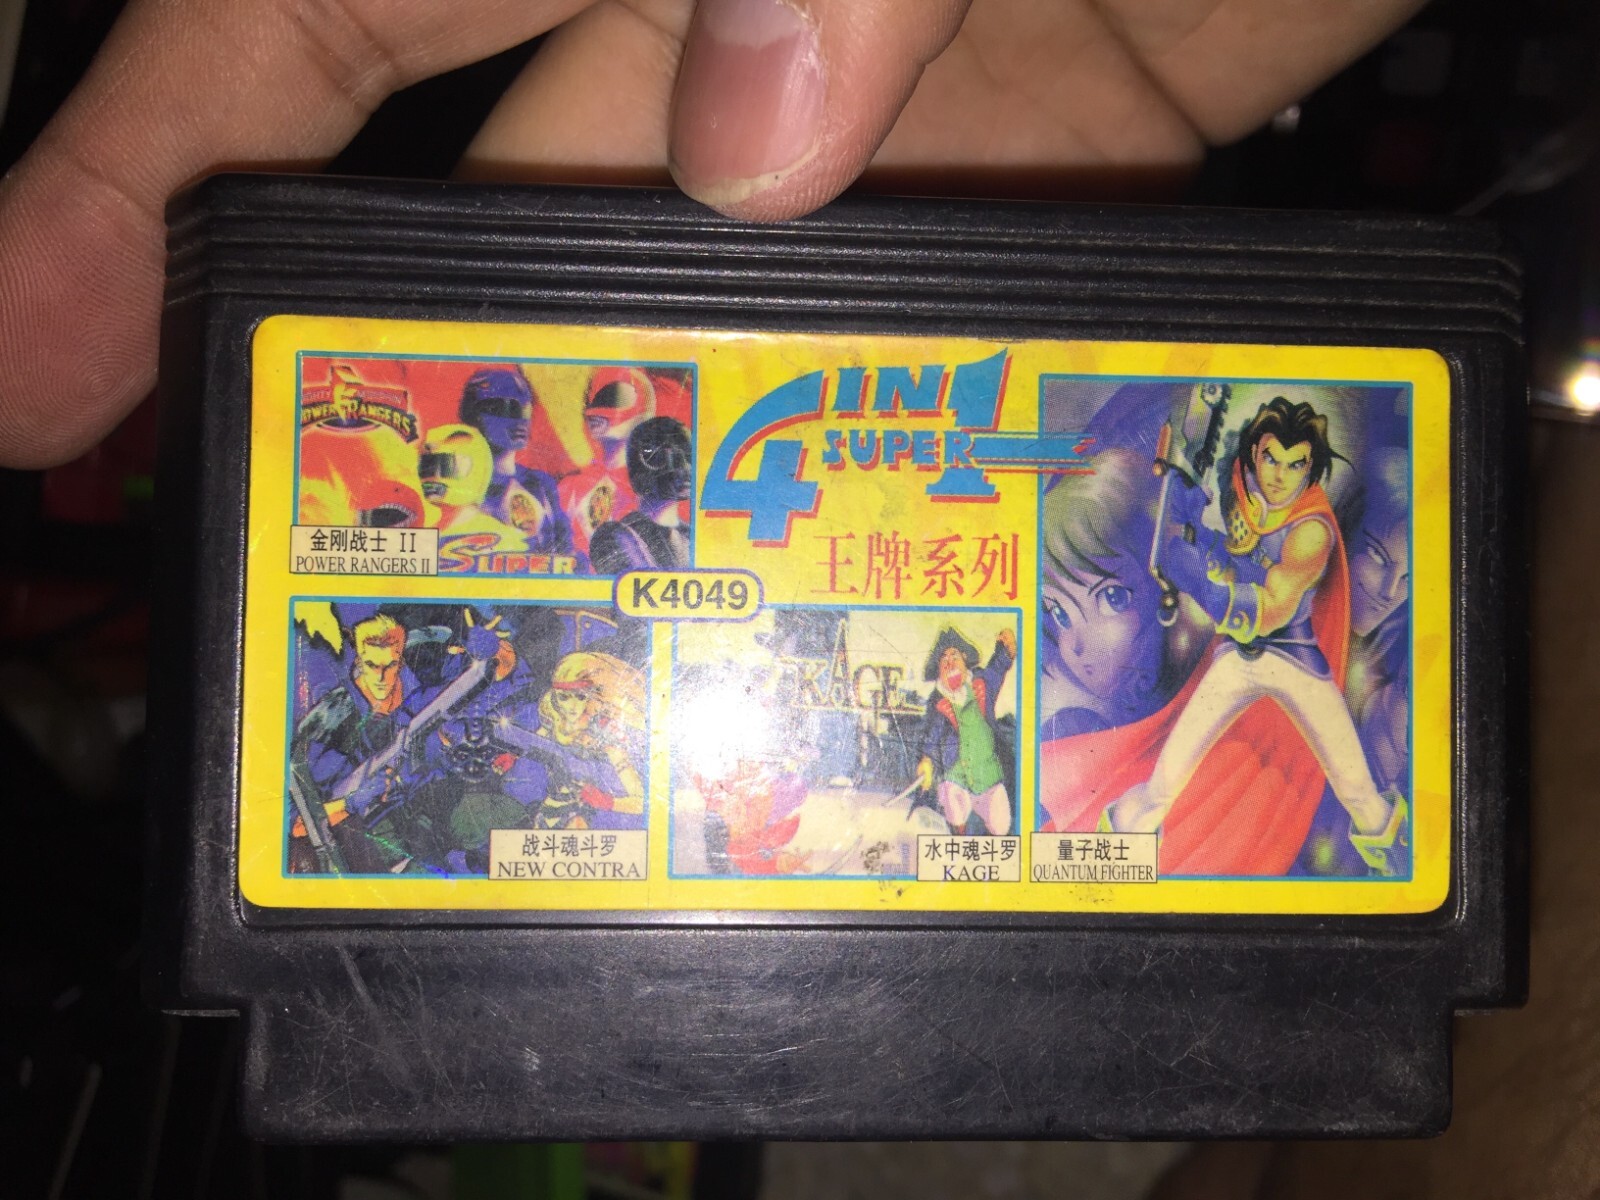 MIGHTY MORPHIN
POWER RANGERS
SUPER
金刚战士 II
POWER RANGERS II
4 IN 1
SUPER
王牌系列
K4049
战斗魂斗罗
NEW CONTRA
KAGE
水中魂斗罗
KAGE
量子战士
QUANTUM FIGHTER